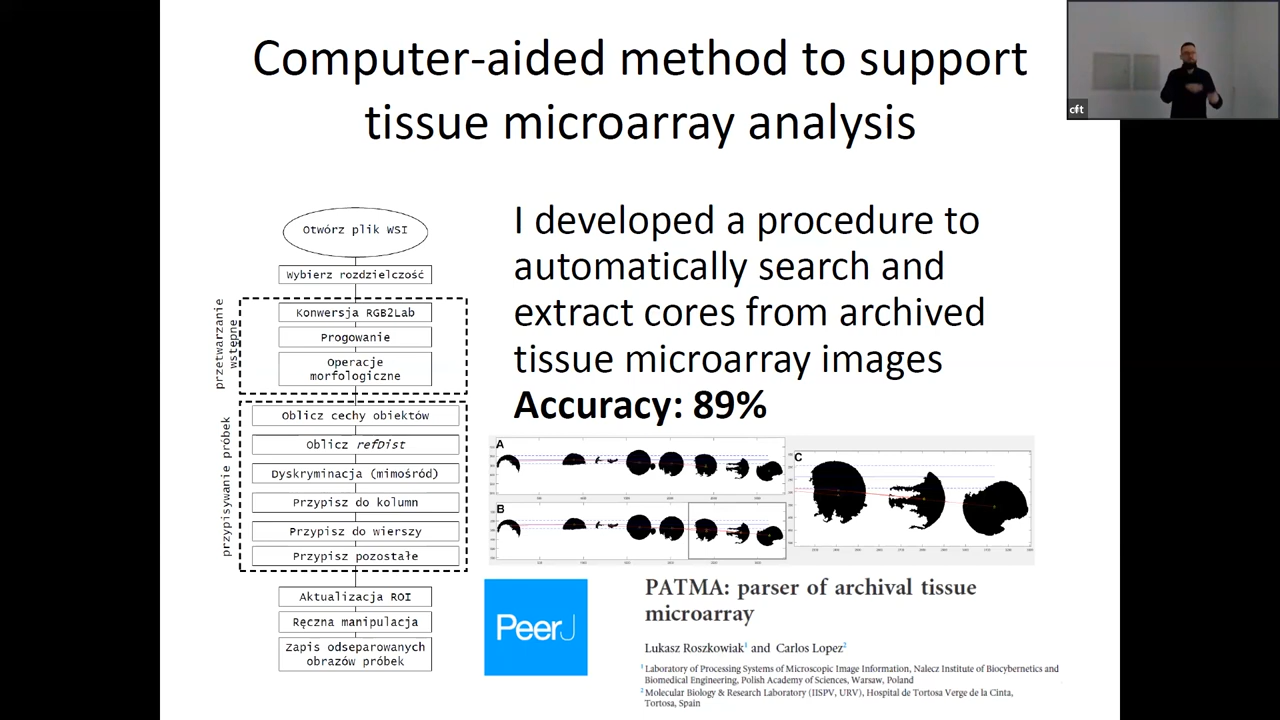 Computer-aided method to support
tissue microarray analysis
cft
Otwórz plik WSI
Wybierz rozdzielczość
przetwarzanie
wstępne
Konwersja RGB2Lab
Progowanie
Operacje
morfologiczne
przypisywanie próbek
Oblicz cechy obiektów
Oblicz refDist
Dyskryminacja (mimośród)
Przypisz do kolumn
Przypisz do wierszy
Przypisz pozostałe
Aktualizacja ROI
Ręczna manipulacja
Zapis odseparowanych
obrazów próbek
I developed a procedure to
automatically search and
extract cores from archived
tissue microarray images
Accuracy: 89%
A
B
C
PeerJ
PATMA: parser of archival tissue
microarray
Lukasz Roszkowiak1 and Carlos Lopez2
1 Laboratory of Processing Systems of Microscopic Image Information, Nalecz Institute of Biocybernetics and
Biomedical Engineering, Polish Academy of Sciences, Warsaw, Poland
2 Molecular Biology & Research Laboratory (IISPV, URV), Hospital de Tortosa Verge de la Cinta,
Tortosa, Spain